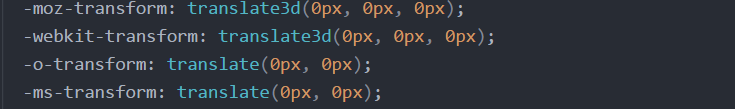 -moz-transform: translate3d(0px, 0px, 0px);
-webkit-transform: translate3d(0px, 0px, 0px);
-o-transform: translate(0px, 0px);
-ms-transform: translate(0px, 0px);